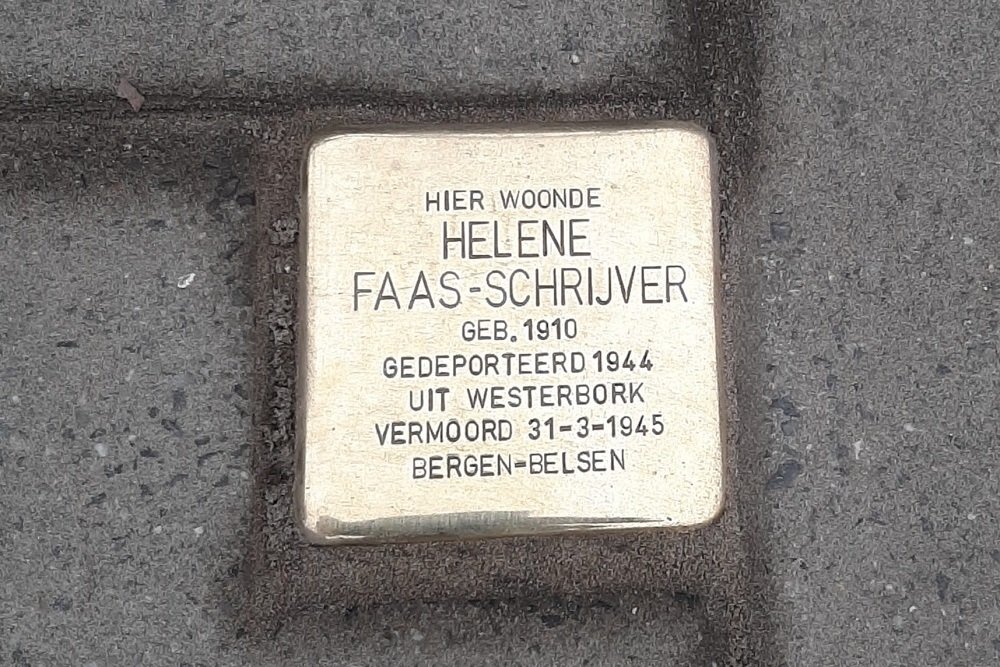 HIER WOONDE
HELENE
FAAS-SCHRIJVER
GEB. 1910
GEDEPORTEERD 1944
UIT WESTERBORK
VERMOORD 31-3-1945
BERGEN-BELSEN